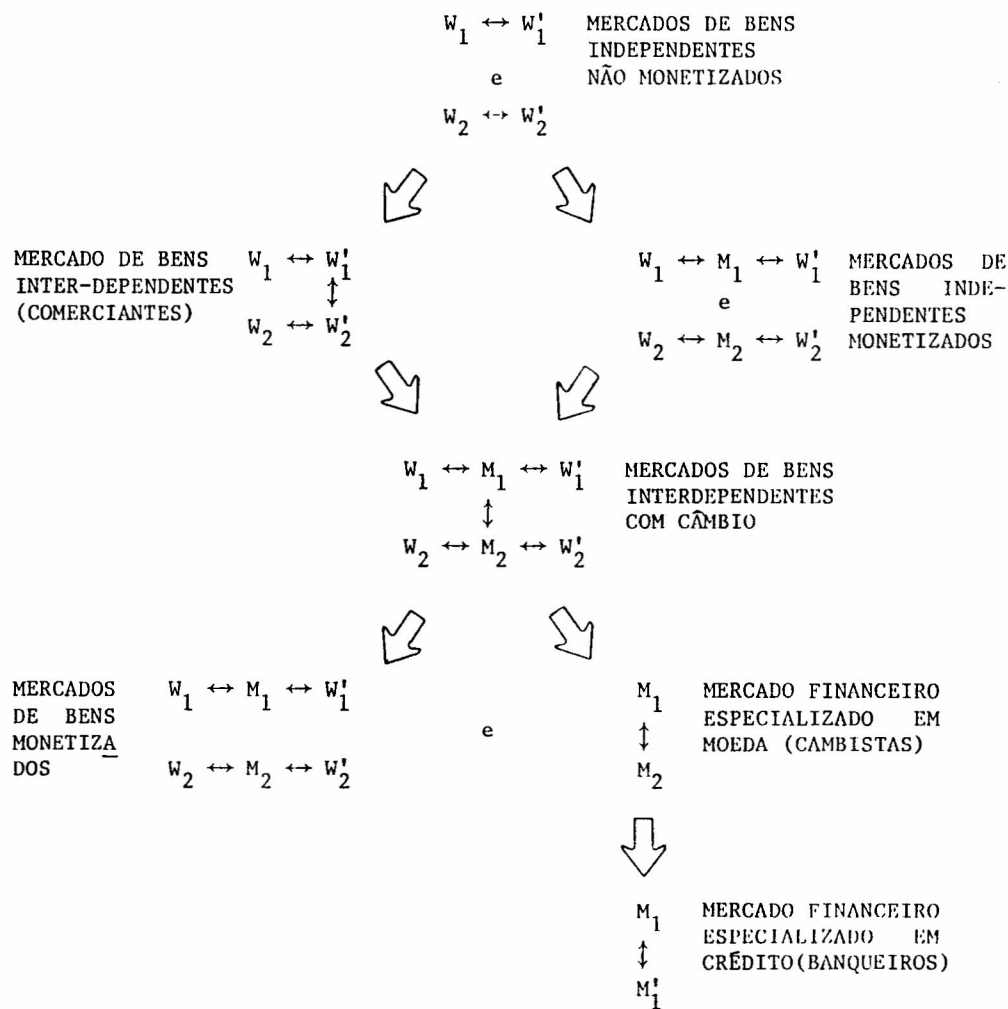 W1 ↔ W'1 MERCADOS DE BENS
INDEPENDENTES
e NÃO MONETIZADOS
W2 ↔ W'2
MERCADO DE BENS W1 ↔ W'1
INTER-DEPENDENTES ↕
(COMERCIANTES) W2 ↔ W'2
W1 ↔ M1 ↔ W'1 MERCADOS DE
e BENS INDE-
PENDENTES
W2 ↔ M2 ↔ W'2 MONETIZADOS
W1 ↔ M1 ↔ W'1 MERCADOS DE BENS
↕ INTERDEPENDENTES
COM CÂMBIO
W2 ↔ M2 ↔ W'2
MERCADOS W1 ↔ M1 ↔ W'1
DE BENS
MONETIZA
DOS W2 ↔ M2 ↔ W'2
e
M1 MERCADO FINANCEIRO
↕ ESPECIALIZADO EM
MOEDA (CAMBISTAS)
M2
M1 MERCADO FINANCEIRO
↕ ESPECIALIZADO EM
CRÉDITO(BANQUEIROS)
M'1